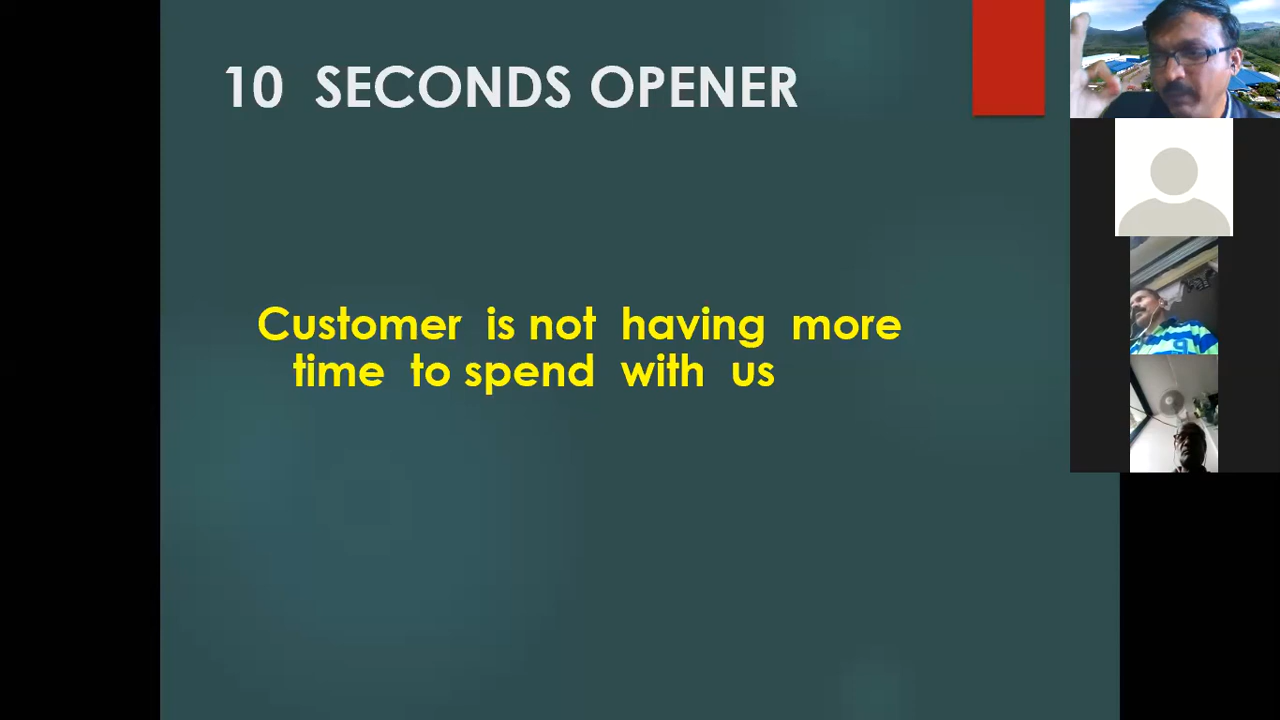 10 SECONDS OPENER
Customer is not having more
time to spend with us